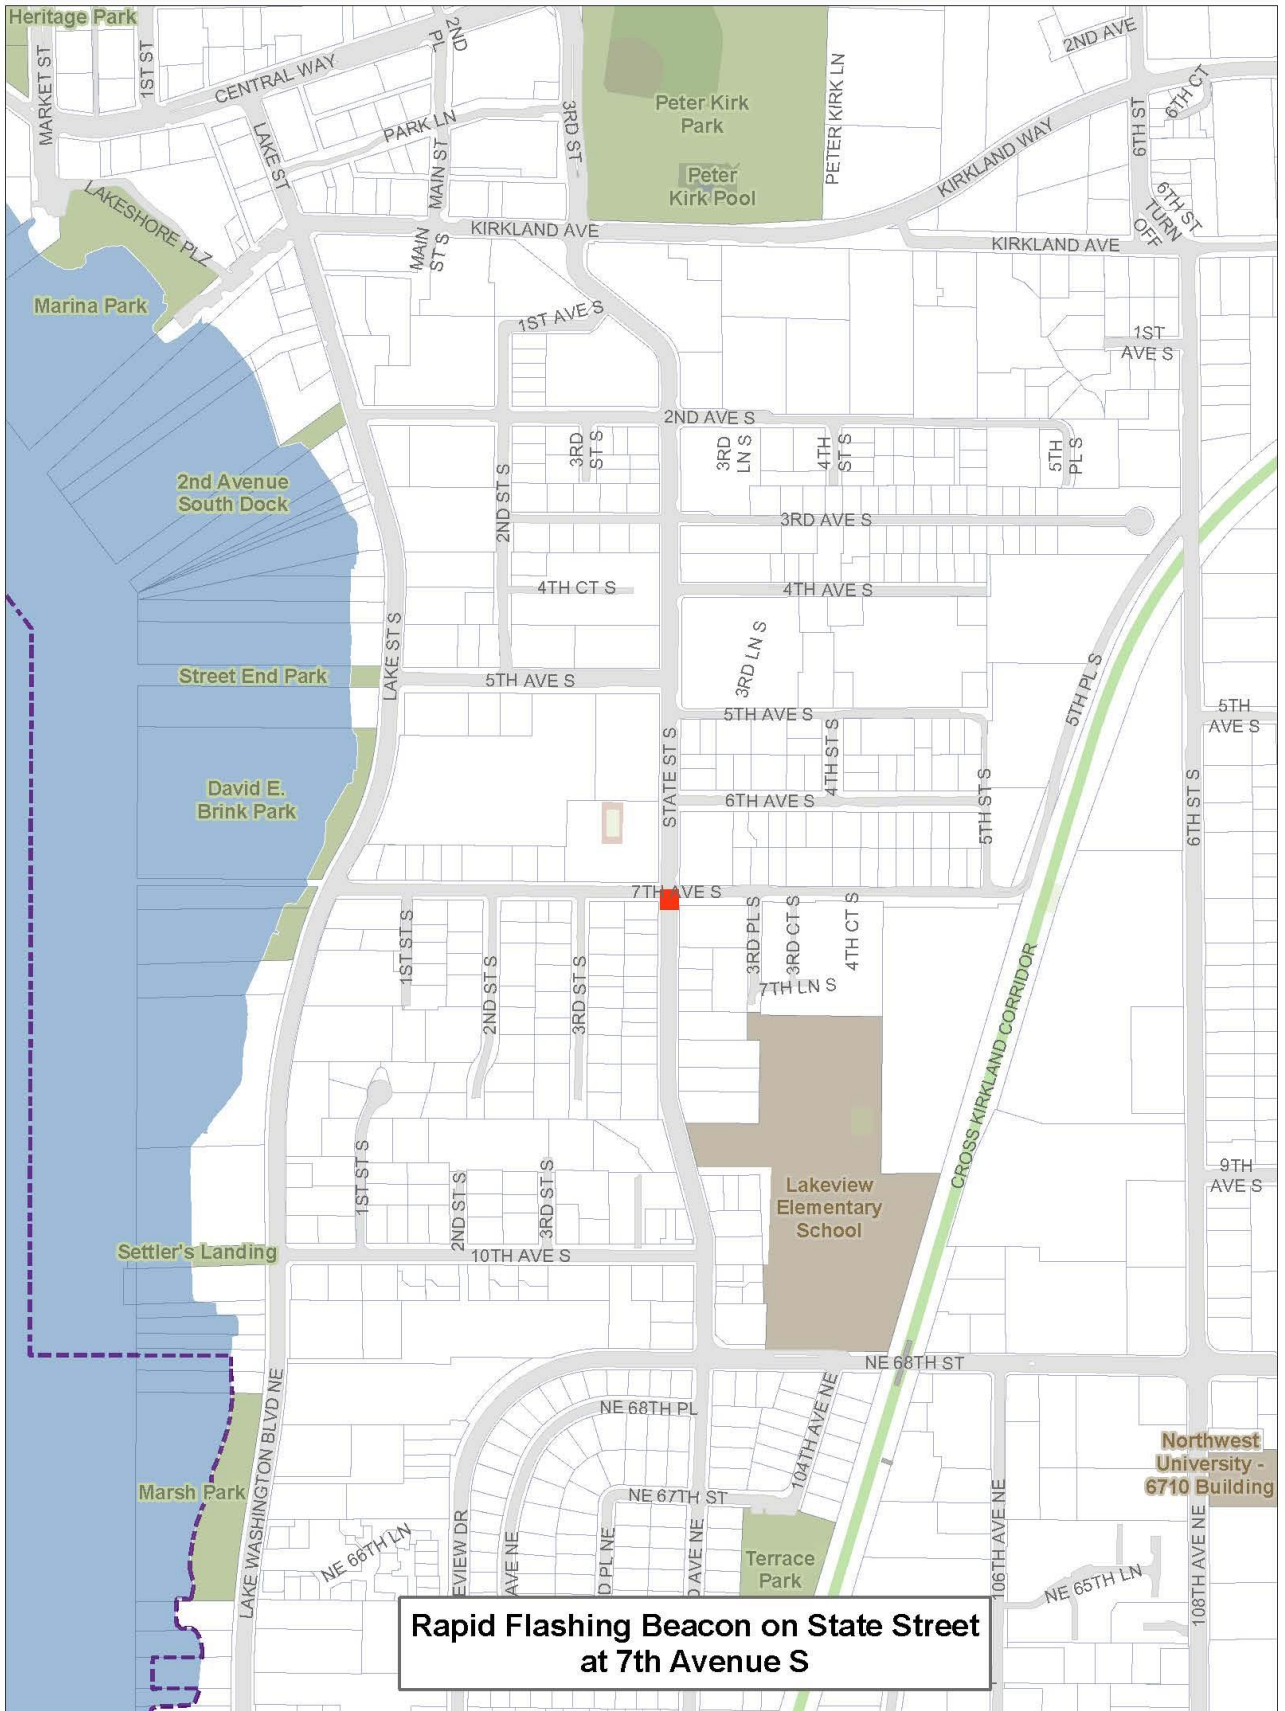 Heritage Park
MARKET ST
1ST ST
CENTRAL WAY
2ND
PL
2ND AVE
6TH CT
LAKE ST
PARK LN
MAIN ST
3RD ST
Peter Kirk
Park
PETER KIRK LN
Peter
Kirk Pool
KIRKLAND WAY
6TH ST
6TH ST
TURN
OFF
LAKESHORE PLZ
MAIN
ST S
KIRKLAND AVE
KIRKLAND AVE
Marina Park
1ST AVE S
1ST
AVE S
2ND AVE S
3RD
ST S
3RD
LN S
4TH
ST S
5TH
PL S
2nd Avenue
South Dock
2ND ST S
3RD AVE S
4TH CT S
4TH AVE S
LAKE ST S
3RD LN S
5TH PL S
Street End Park
5TH AVE S
5TH AVE S
5TH
AVE S
STATE ST S
4TH ST S
David E.
Brink Park
6TH AVE S
5TH ST S
6TH ST S
7TH AVE S
1ST ST S
2ND ST S
3RD ST S
3RD PL S
3RD CT S
4TH CT S
7TH LN S
CROSS KIRKLAND CORRIDOR
1ST ST S
2ND ST S
3RD ST S
Lakeview
Elementary
School
9TH
AVE S
Settler's Landing
10TH AVE S
NE 68TH ST
LAKE WASHINGTON BLVD NE
NE 68TH PL
104TH AVE NE
Northwest
University -
6710 Building
Marsh Park
NE 67TH ST
NE 66TH LN
EVIEW DR
AVE NE
D PL NE
D AVE NE
Terrace
Park
106TH AVE NE
NE 65TH LN
108TH AVE NE
Rapid Flashing Beacon on State Street
at 7th Avenue S